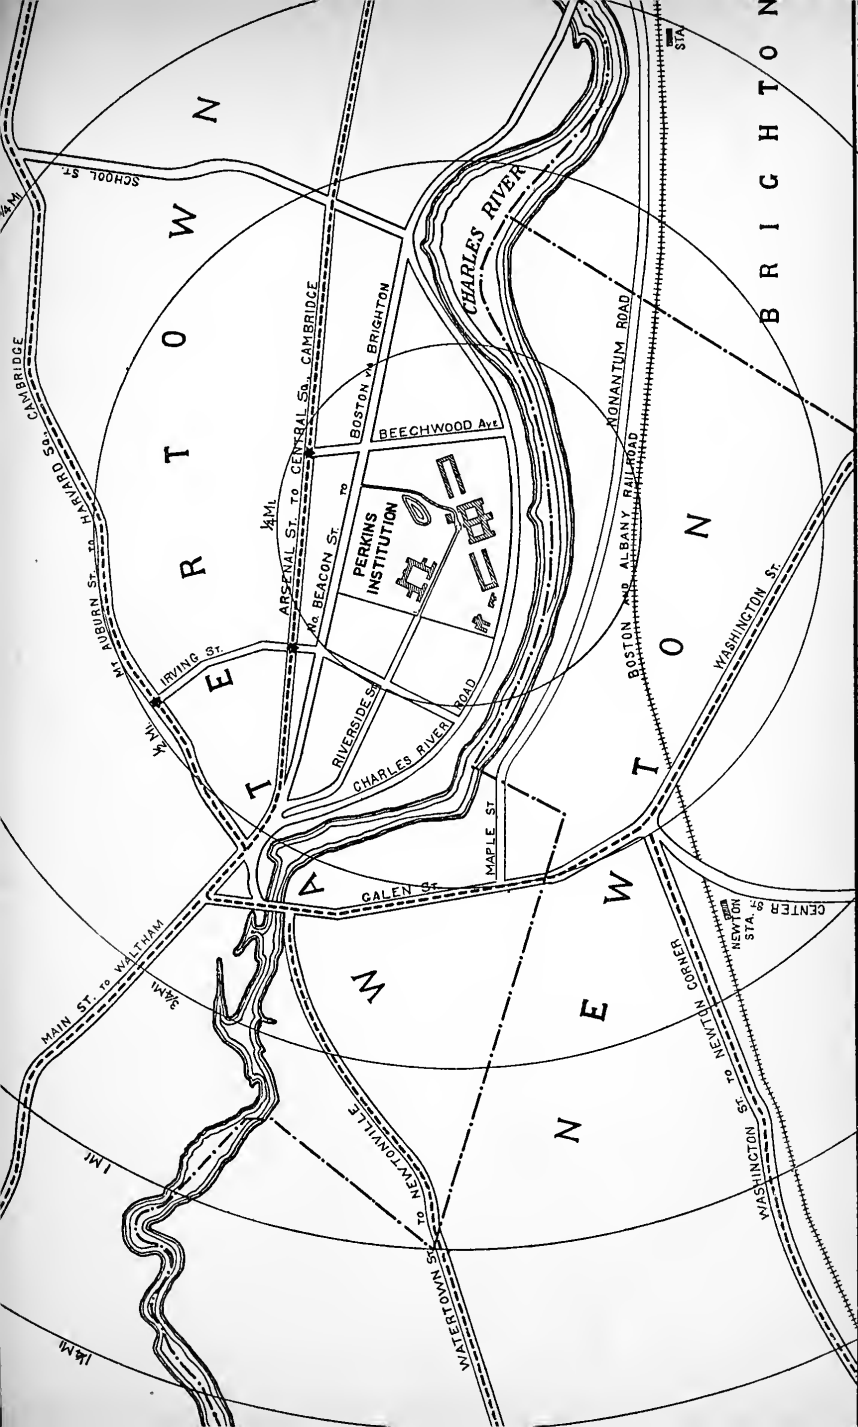 BRIGHTON
STA.
N
SCHOOL ST.
¼ MI
W
CHARLES RIVER
O
CAMBRIDGE
MT AUBURN ST. TO HARVARD SQ.
ARSENAL ST. TO CENTRAL SQ., CAMBRIDGE
BOSTON VIA BRIGHTON
TO
No. BEACON ST.
NONANTUM ROAD
BEECHWOOD Ave.
T
¼ MI.
PERKINS
INSTITUTION
BOSTON AND ALBANY RAILROAD
N
R
IRVING ST.
E
WASHINGTON ST.
O
½ MI.
RIVERSIDE ST.
CHARLES RIVER ROAD
T
T
MAPLE ST
A
GALEN ST.
W
CENTER ST.
NEWTON
STA.
MAIN ST. TO WALTHAM
¾ MI
W
E
WASHINGTON ST. TO NEWTON CORNER
N
1 MI
WATERTOWN ST. TO NEWTONVILLE
1¼ MI